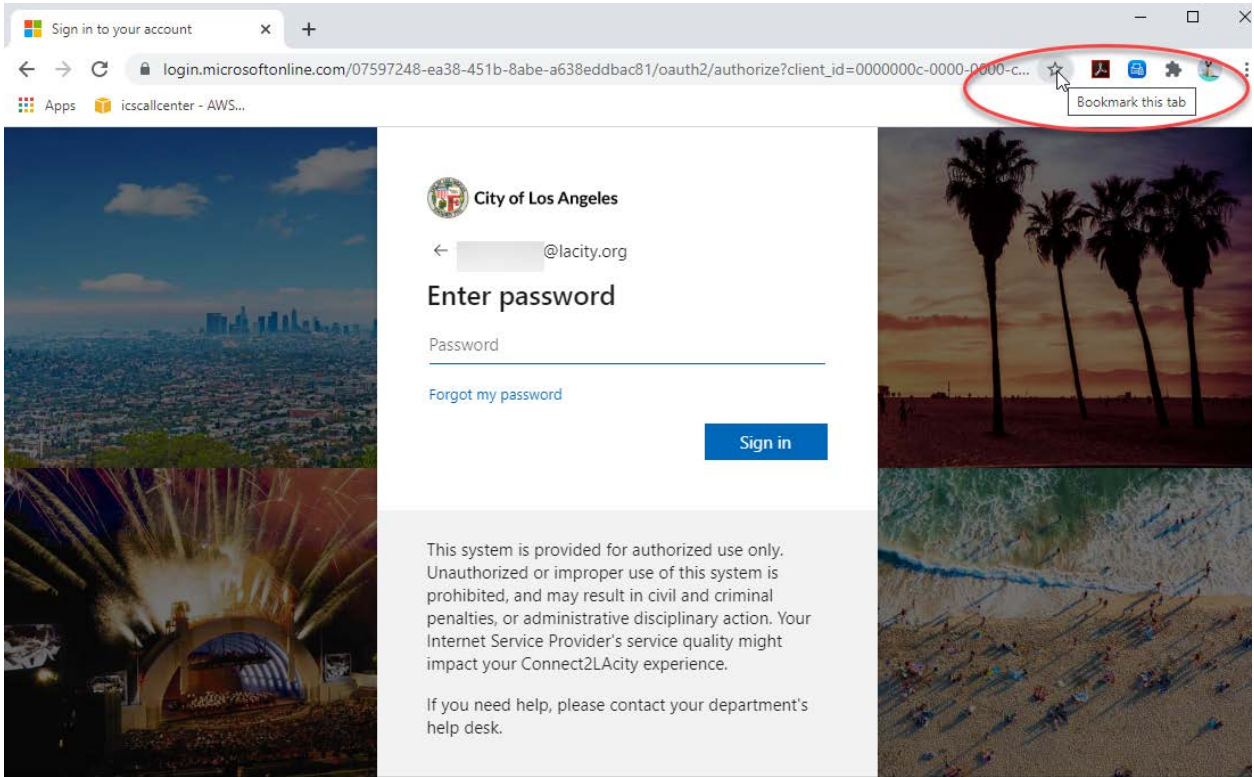 Sign in to your account
login.microsoftonline.com/07597248-ea38-451b-8abe-a638eddbac81/oauth2/authorize?client_id=0000000c-0000-0000-c...
Bookmark this tab
Apps icscallcenter - AWS...
City of Los Angeles
@lacity.org
Enter password
Password
Forgot my password
Sign in
This system is provided for authorized use only.
Unauthorized or improper use of this system is
prohibited, and may result in civil and criminal
penalties, or administrative disciplinary action. Your
Internet Service Provider's service quality might
impact your Connect2LAcity experience.
If you need help, please contact your department's
help desk.